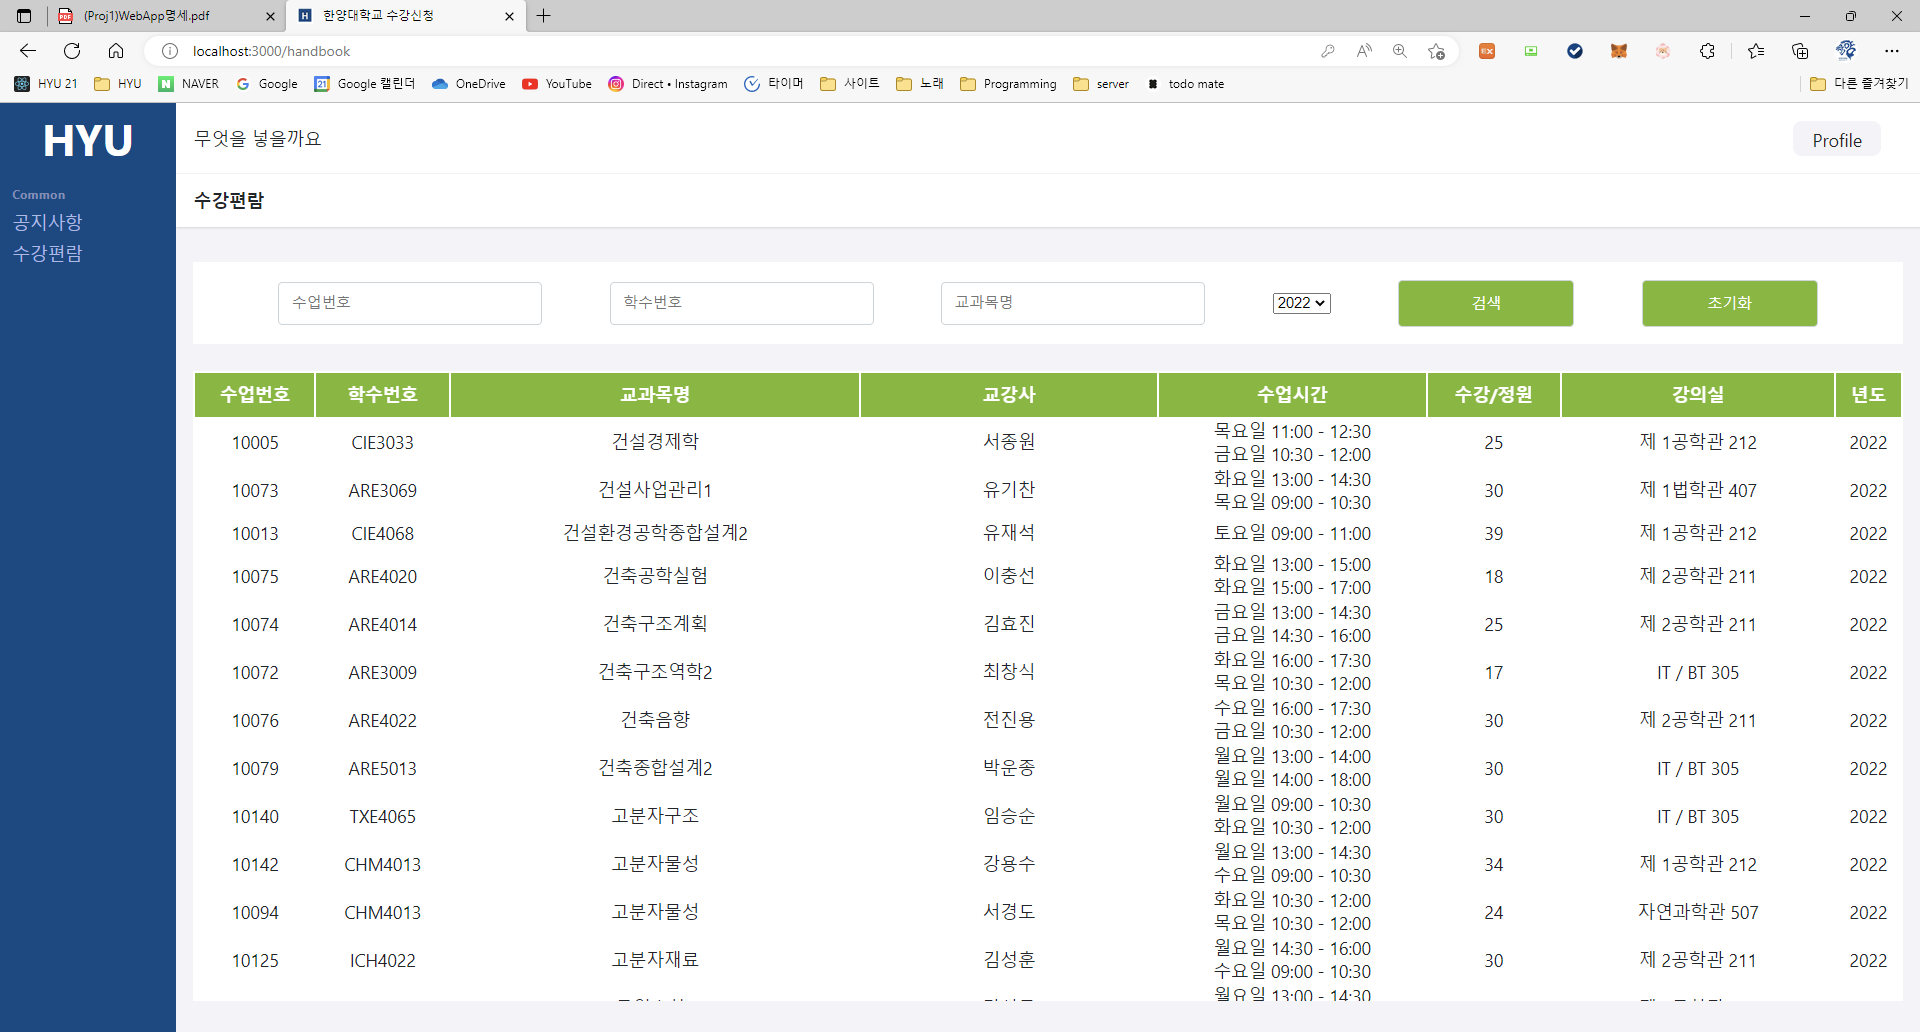 (Proj1)WebApp명세.pdf
한양대학교 수강신청
localhost:3000/handbook
HYU 21 HYU NAVER Google Google 캘린더 OneDrive YouTube Direct • Instagram 타이머 사이트 노래 Programming server todo mate 다른 즐겨찾기
HYU
무엇을 넣을까요
Profile
Common
공지사항
수강편람
수강편람
수업번호 학수번호 교과목명 2022 검색 초기화
수업번호 학수번호 교과목명 교강사 수업시간 수강/정원 강의실 년도
10005 CIE3033 건설경제학 서종원 목요일 11:00 - 12:30
금요일 10:30 - 12:00 25 제 1공학관 212 2022
10073 ARE3069 건설사업관리1 유기찬 화요일 13:00 - 14:30
목요일 09:00 - 10:30 30 제 1법학관 407 2022
10013 CIE4068 건설환경공학종합설계2 유재석 토요일 09:00 - 11:00 39 제 1공학관 212 2022
10075 ARE4020 건축공학실험 이충선 화요일 13:00 - 15:00
화요일 15:00 - 17:00 18 제 2공학관 211 2022
10074 ARE4014 건축구조계획 김효진 금요일 13:00 - 14:30
금요일 14:30 - 16:00 25 제 2공학관 211 2022
10072 ARE3009 건축구조역학2 최창식 화요일 16:00 - 17:30
목요일 10:30 - 12:00 17 IT / BT 305 2022
10076 ARE4022 건축음향 전진용 수요일 16:00 - 17:30
금요일 10:30 - 12:00 30 제 2공학관 211 2022
10079 ARE5013 건축종합설계2 박운종 월요일 13:00 - 14:00
월요일 14:00 - 18:00 30 IT / BT 305 2022
10140 TXE4065 고분자구조 임승순 월요일 09:00 - 10:30
화요일 10:30 - 12:00 30 IT / BT 305 2022
10142 CHM4013 고분자물성 강용수 월요일 13:00 - 14:30
수요일 09:00 - 10:30 34 제 1공학관 212 2022
10094 CHM4013 고분자물성 서경도 화요일 10:30 - 12:00
목요일 10:30 - 12:00 24 자연과학관 507 2022
10125 ICH4022 고분자재료 김성훈 월요일 14:30 - 16:00
수요일 09:00 - 10:30 30 제 2공학관 211 2022
월요일 13:00 - 14:30